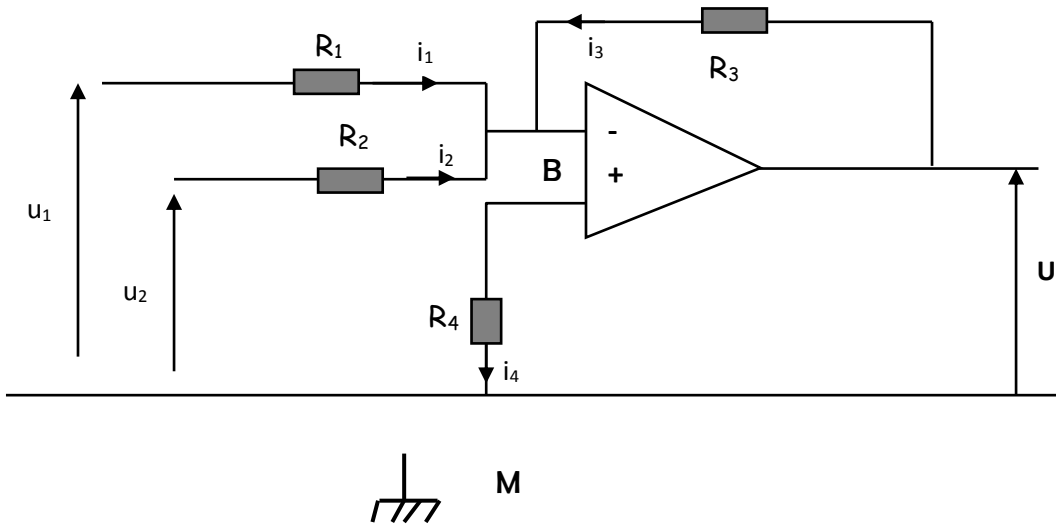 R₁
i₁
i₃
R₃
R₂
i₂
-
B
+
u₁
u₂
U
R₄
i₄
M